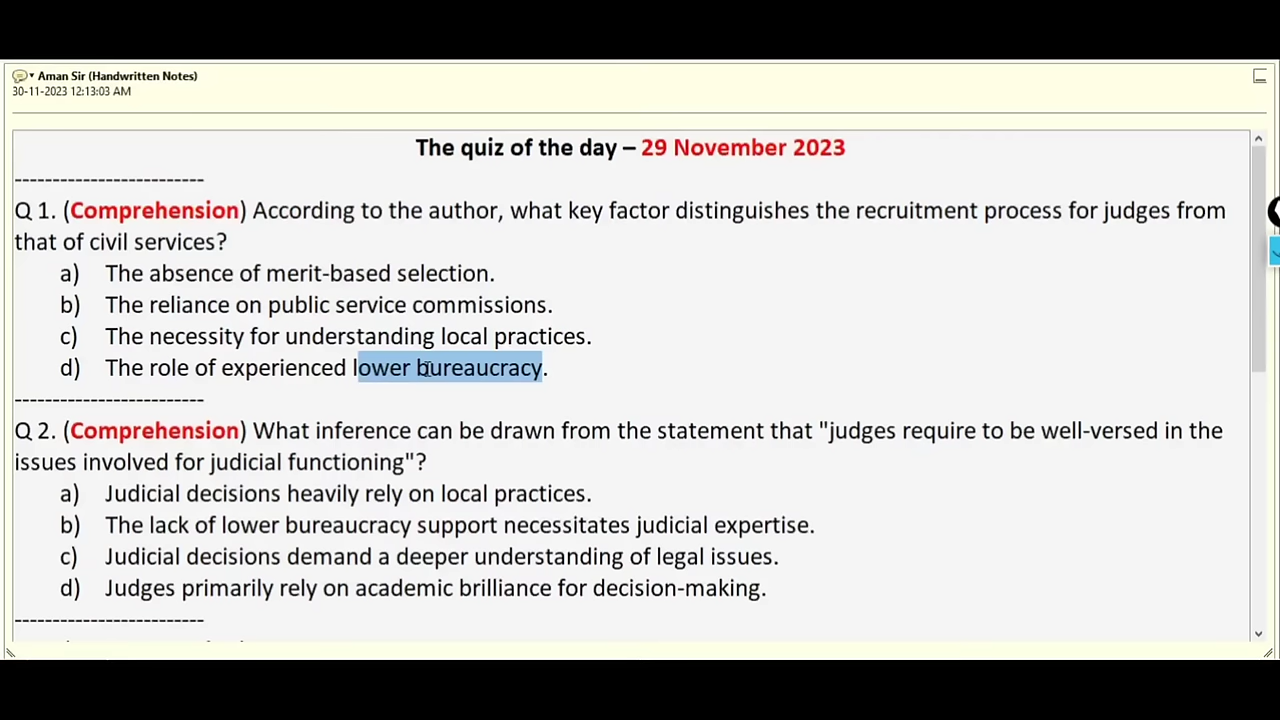 Aman Sir (Handwritten Notes)
30-11-2023 12:13:03 AM
The quiz of the day – 29 November 2023
-------------------------
Q 1. (Comprehension) According to the author, what key factor distinguishes the recruitment process for judges from
that of civil services?
a) The absence of merit-based selection.
b) The reliance on public service commissions.
c) The necessity for understanding local practices.
d) The role of experienced lower bureaucracy.
-------------------------
Q 2. (Comprehension) What inference can be drawn from the statement that "judges require to be well-versed in the
issues involved for judicial functioning"?
a) Judicial decisions heavily rely on local practices.
b) The lack of lower bureaucracy support necessitates judicial expertise.
c) Judicial decisions demand a deeper understanding of legal issues.
d) Judges primarily rely on academic brilliance for decision-making.
-------------------------